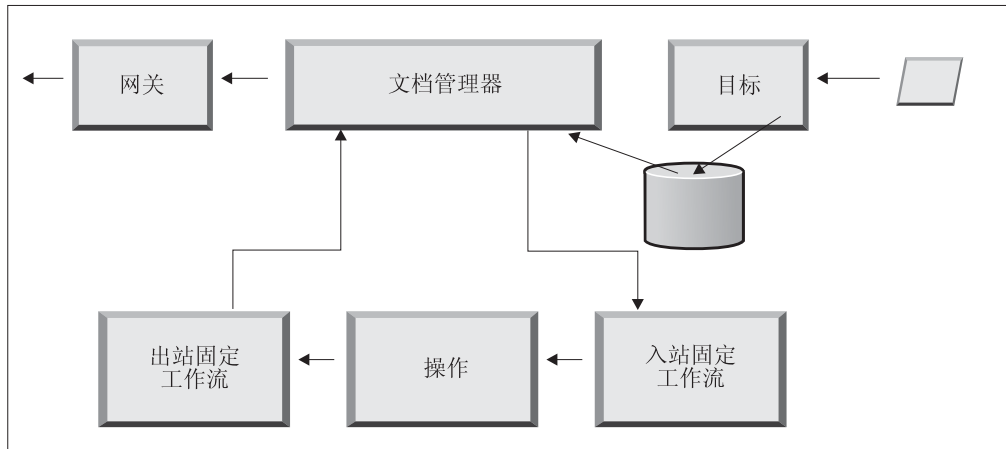 网关
文档管理器
目标
出站固定
工作流
操作
入站固定
工作流